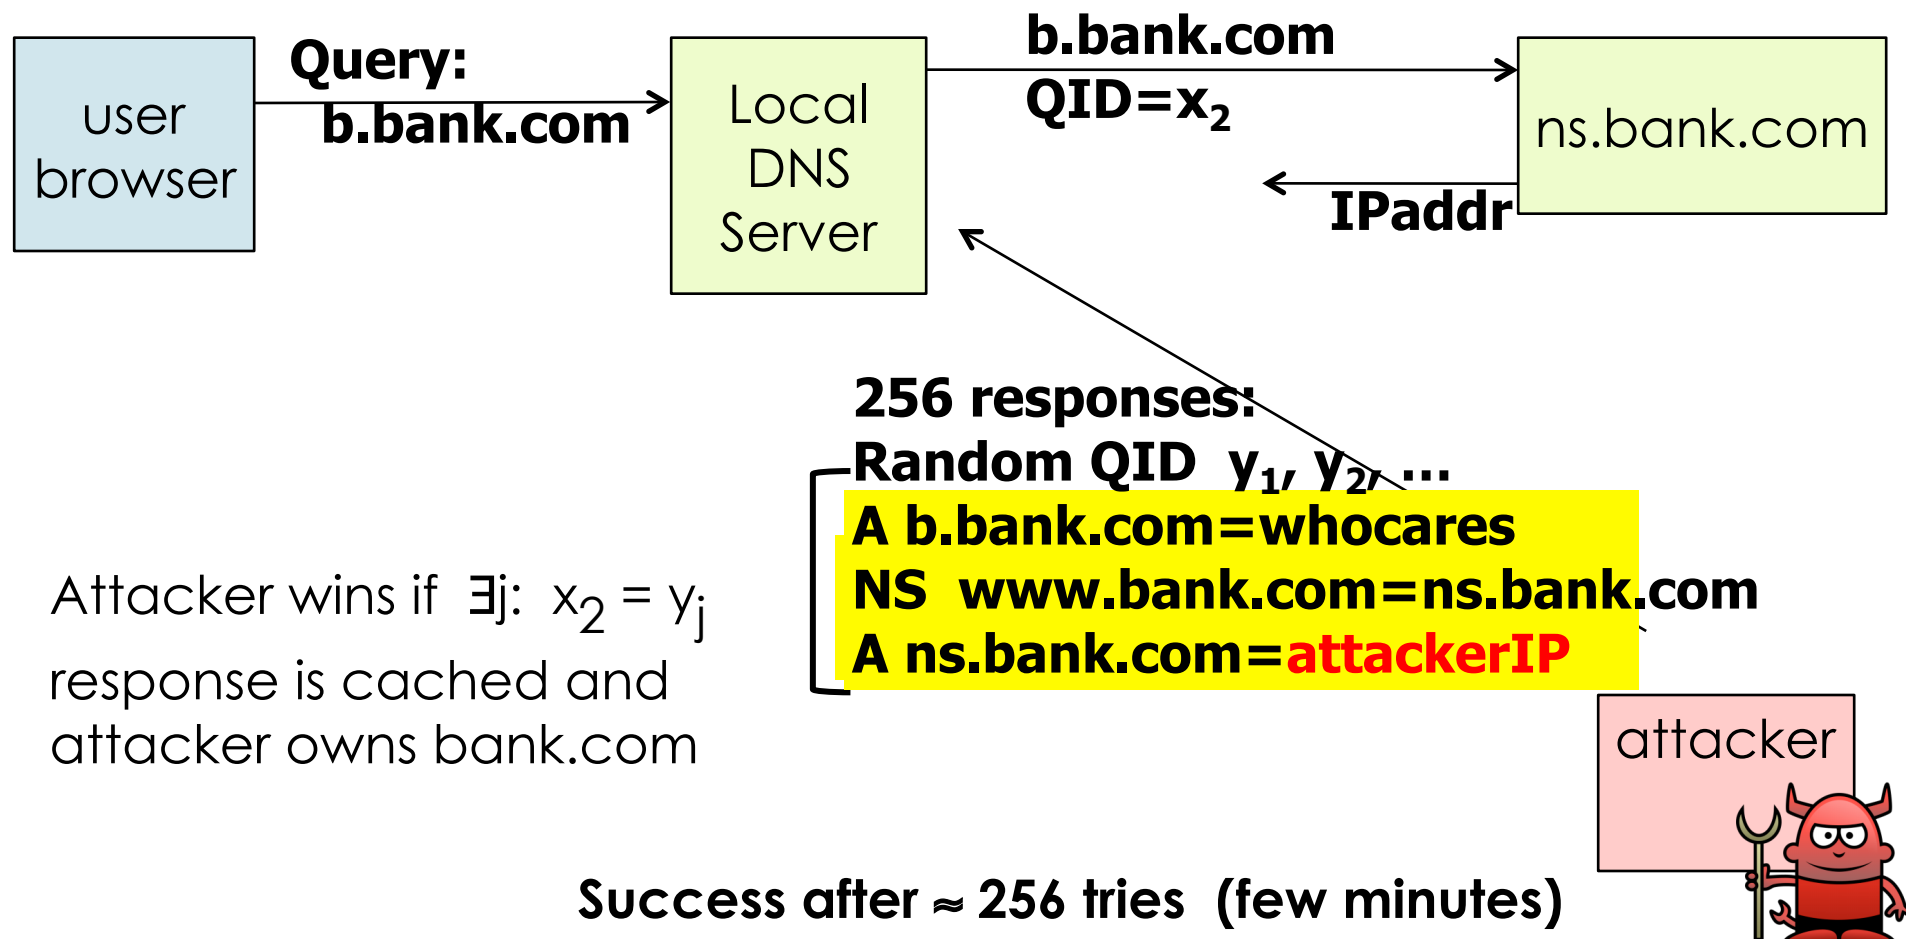 user
browser
Query:
b.bank.com
Local
DNS
Server
b.bank.com
QID=x₂
ns.bank.com
IPaddr
256 responses:
Random QID y₁, y₂, ...
A b.bank.com=whocares
NS www.bank.com=ns.bank.com
A ns.bank.com=attackerIP
Attacker wins if ∃j: x₂ = yⱼ
response is cached and
attacker owns bank.com
attacker
Success after ≈ 256 tries (few minutes)